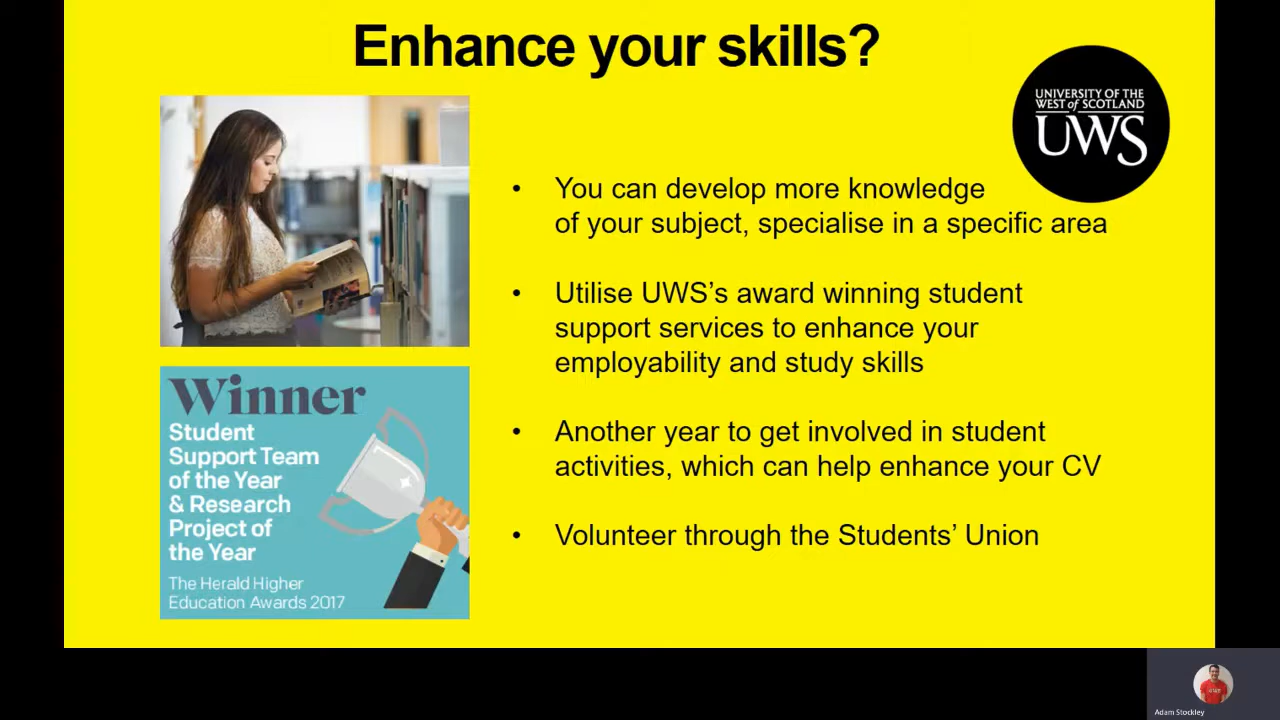 Enhance your skills?
UNIVERSITY OF THE
WEST of SCOTLAND
UWS
• You can develop more knowledge
of your subject, specialise in a specific area
• Utilise UWS’s award winning student
support services to enhance your
employability and study skills
• Another year to get involved in student
activities, which can help enhance your CV
• Volunteer through the Students’ Union
Winner
Student
Support Team
of the Year
& Research
Project of
the Year
The Herald Higher
Education Awards 2017
Adam Stockley